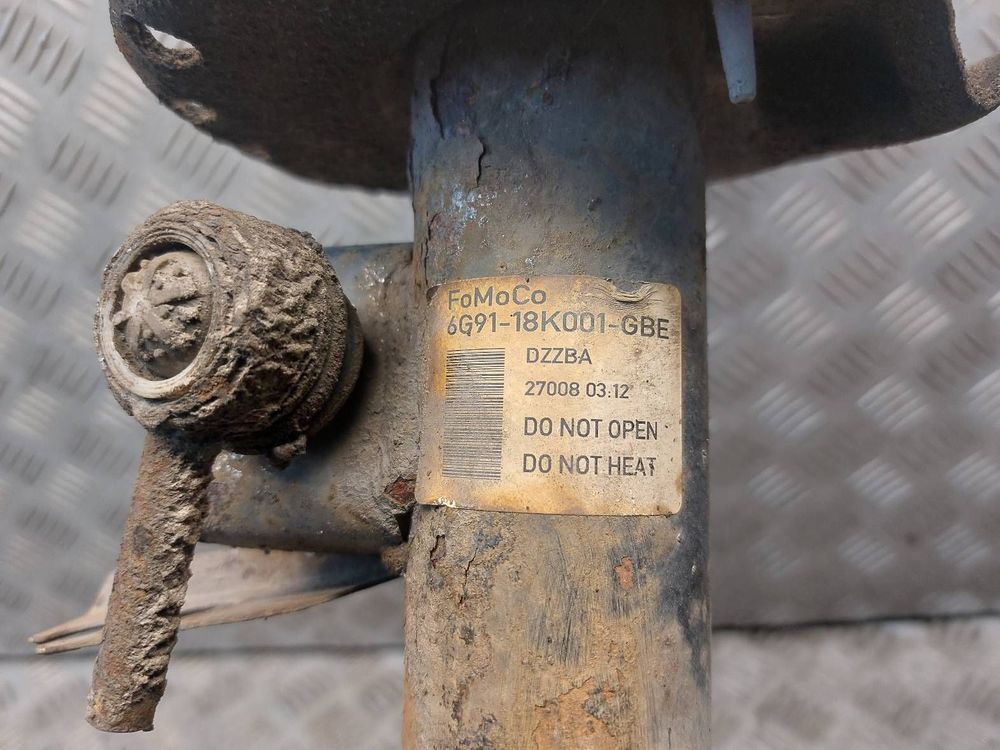 FoMoCo
6G91-18K001-GBE
DZZBA
27008 03:12
DO NOT OPEN
DO NOT HEAT